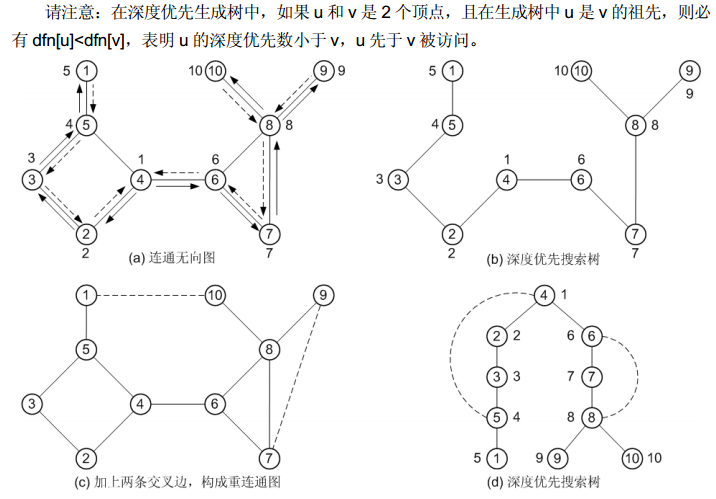 请注意：在深度优先生成树中，如果 u 和 v 是 2 个顶点，且在生成树中 u 是 v 的祖先，则必
有 dfn[u]<dfn[v]，表明 u 的深度优先数小于 v，u 先于 v 被访问。
5 1 10 10 9 9
4 5 8 8
3 3 1 4 6 6
2 2 7 7
(a) 连通无向图
5 1 10 10 9 9
4 5 8 8
3 3 1 4 6 6
2 2 7 7
(b) 深度优先搜索树
1 10 9
5 8
3 4 6
2 7
(c) 加上两条交叉边，构成重连通图
4 1
2 2 6 6
3 3 7 7
5 4 8 8
5 1 9 9 10 10
(d) 深度优先搜索树